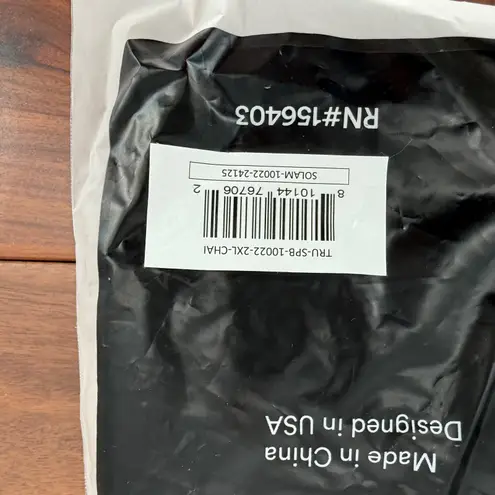 Made in China
Designed in USA
TRU-SPB-10022-2XL-CHAI
8 10144 76706 2
SOLAM-10022-24125
RN#156403